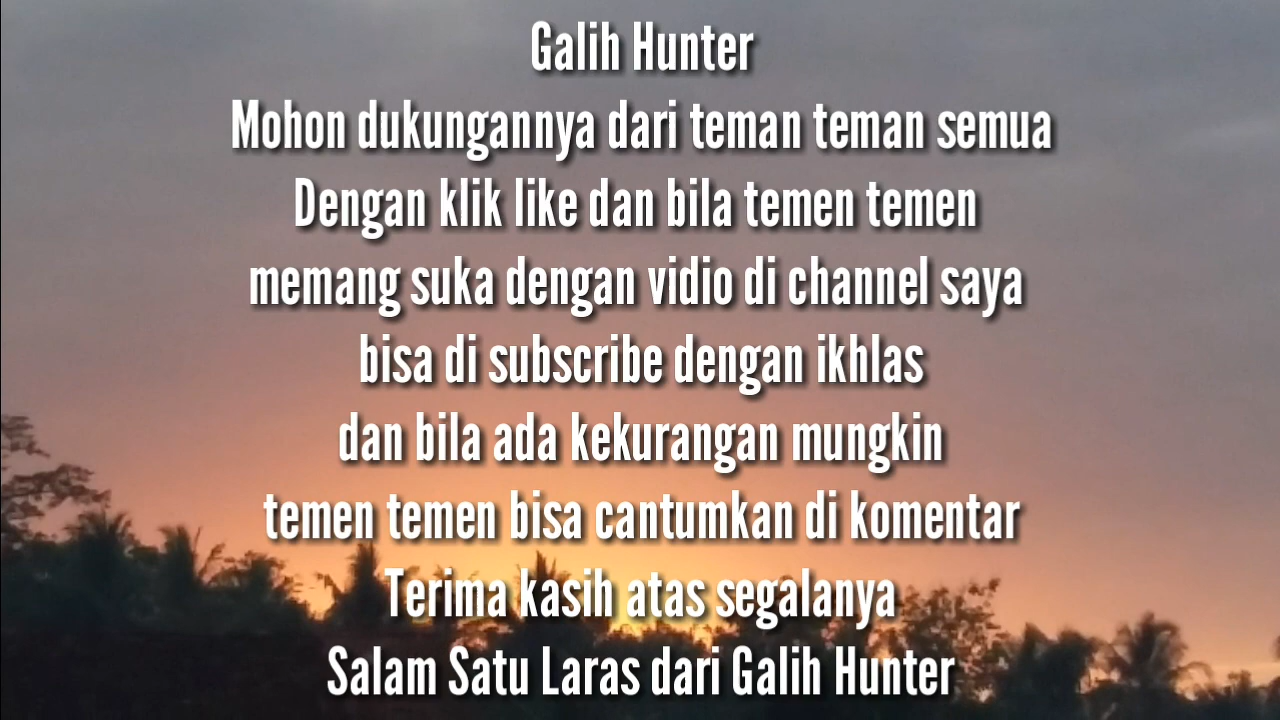 Galih Hunter
Mohon dukungannya dari teman teman semua
Dengan klik like dan bila temen temen
memang suka dengan vidio di channel saya
bisa di subscribe dengan ikhlas
dan bila ada kekurangan mungkin
temen temen bisa cantumkan di komentar
Terima kasih atas segalanya
Salam Satu Laras dari Galih Hunter